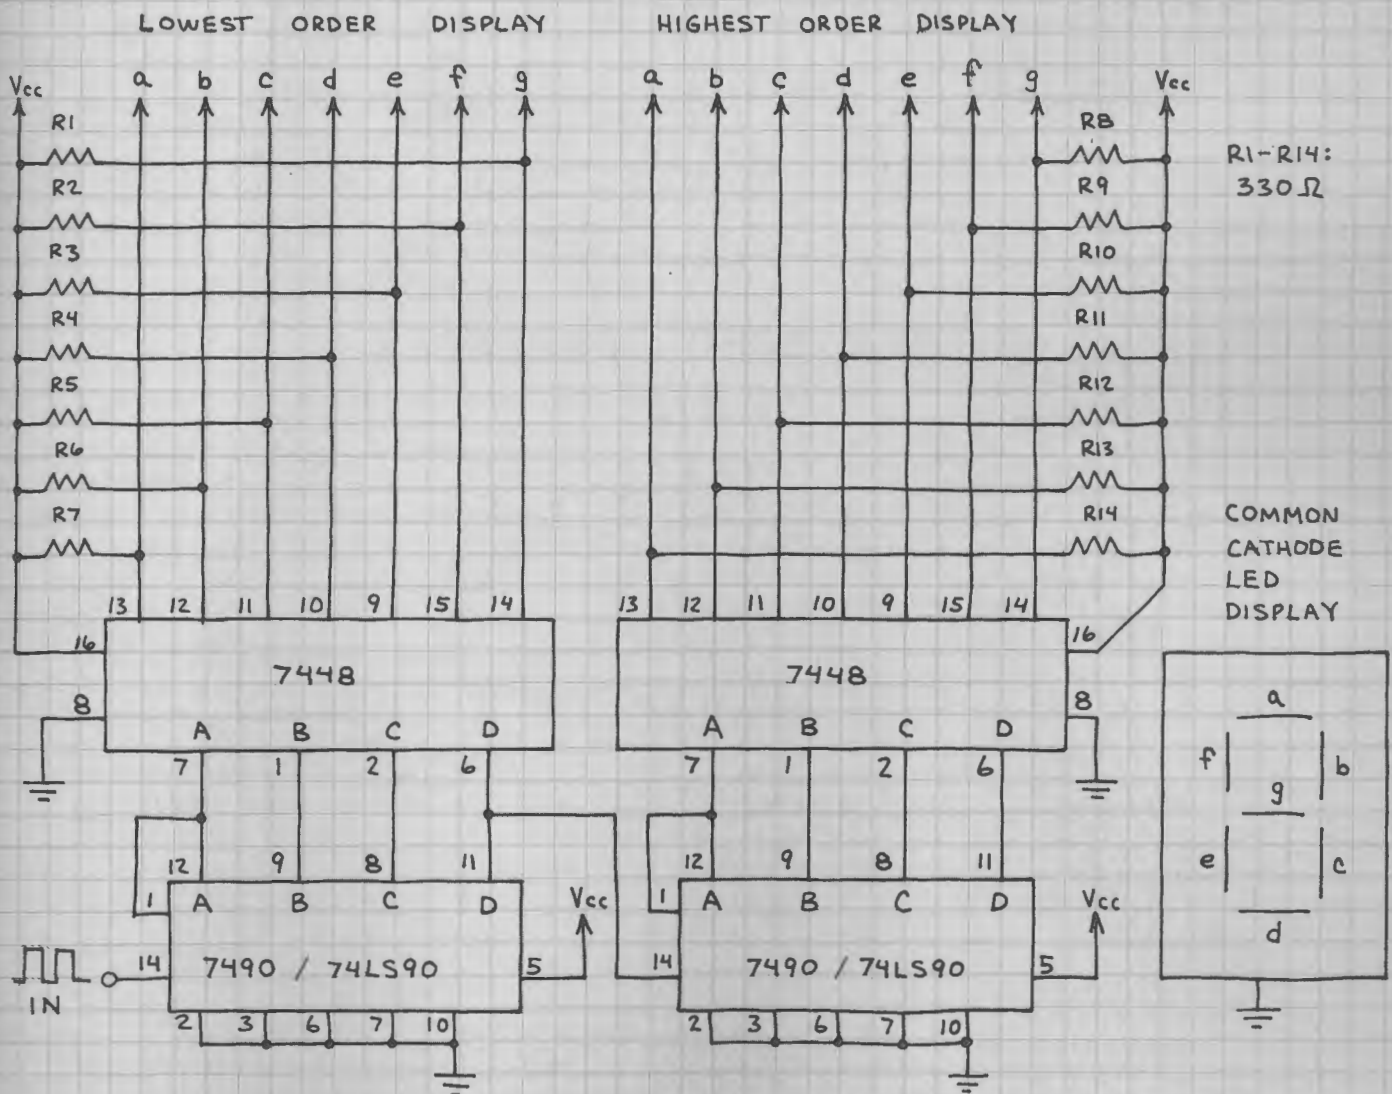 LOWEST ORDER DISPLAY
HIGHEST ORDER DISPLAY
Vcc a b c d e f g
a b c d e f g Vcc
R1
R2
R3
R4
R5
R6
R7
R8
R9
R10
R11
R12
R13
R14
R1-R14:
330Ω
13 12 11 10 9 15 14
16
8
7448
A B C D
7 1 2 6
13 12 11 10 9 15 14
16
8
7448
A B C D
7 1 2 6
12 9 8 11
1
A B C D
14
7490 / 74LS90
5
Vcc
IN
2 3 6 7 10
12 9 8 11
1
A B C D
14
7490 / 74LS90
5
Vcc
2 3 6 7 10
COMMON
CATHODE
LED
DISPLAY
a
f b
g
e c
d